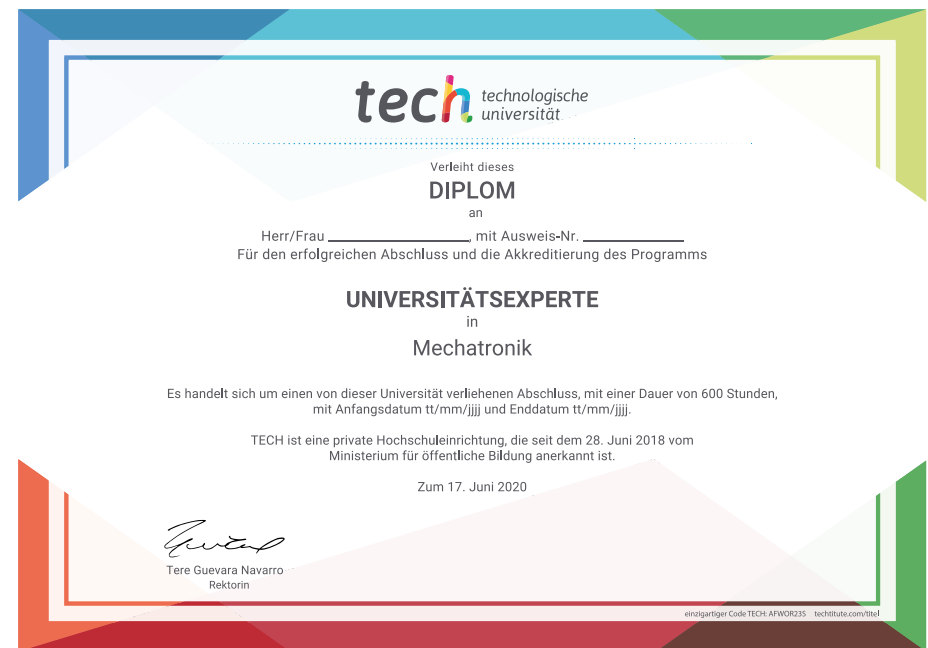 tech technologische
universität
Verleiht dieses
DIPLOM
an
Herr/Frau ____________, mit Ausweis-Nr. ____________
Für den erfolgreichen Abschluss und die Akkreditierung des Programms
UNIVERSITÄTSEXPERTE
in
Mechatronik
Es handelt sich um einen von dieser Universität verliehenen Abschluss, mit einer Dauer von 600 Stunden,
mit Anfangsdatum tt/mm/jjjj und Enddatum tt/mm/jjjj.
TECH ist eine private Hochschuleinrichtung, die seit dem 28. Juni 2018 vom
Ministerium für öffentliche Bildung anerkannt ist.
Zum 17. Juni 2020
Tere Guevara Navarro
Rektorin
einzigartiger Code TECH: AFWOR23S techtitute.com/titel